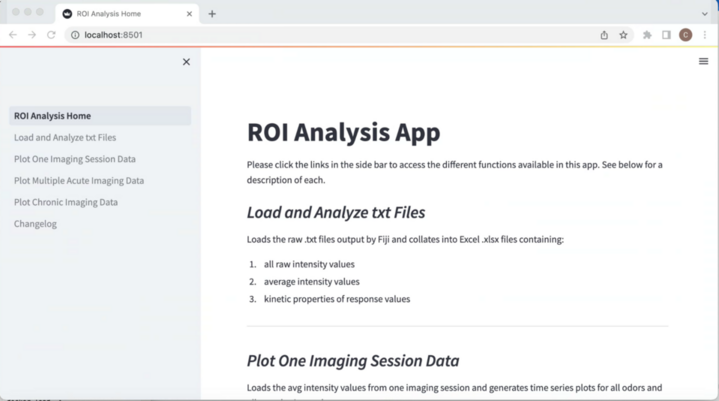 ROI Analysis Home
localhost:8501
C
ROI Analysis Home
Load and Analyze txt Files
Plot One Imaging Session Data
Plot Multiple Acute Imaging Data
Plot Chronic Imaging Data
Changelog
ROI Analysis App
Please click the links in the side bar to access the different functions available in this app. See below for a
description of each.
Load and Analyze txt Files
Loads the raw .txt files output by Fiji and collates into Excel .xlsx files containing:
1. all raw intensity values
2. average intensity values
3. kinetic properties of response values
Plot One Imaging Session Data
Loads the avg intensity values from one imaging session and generates time series plots for all odors and